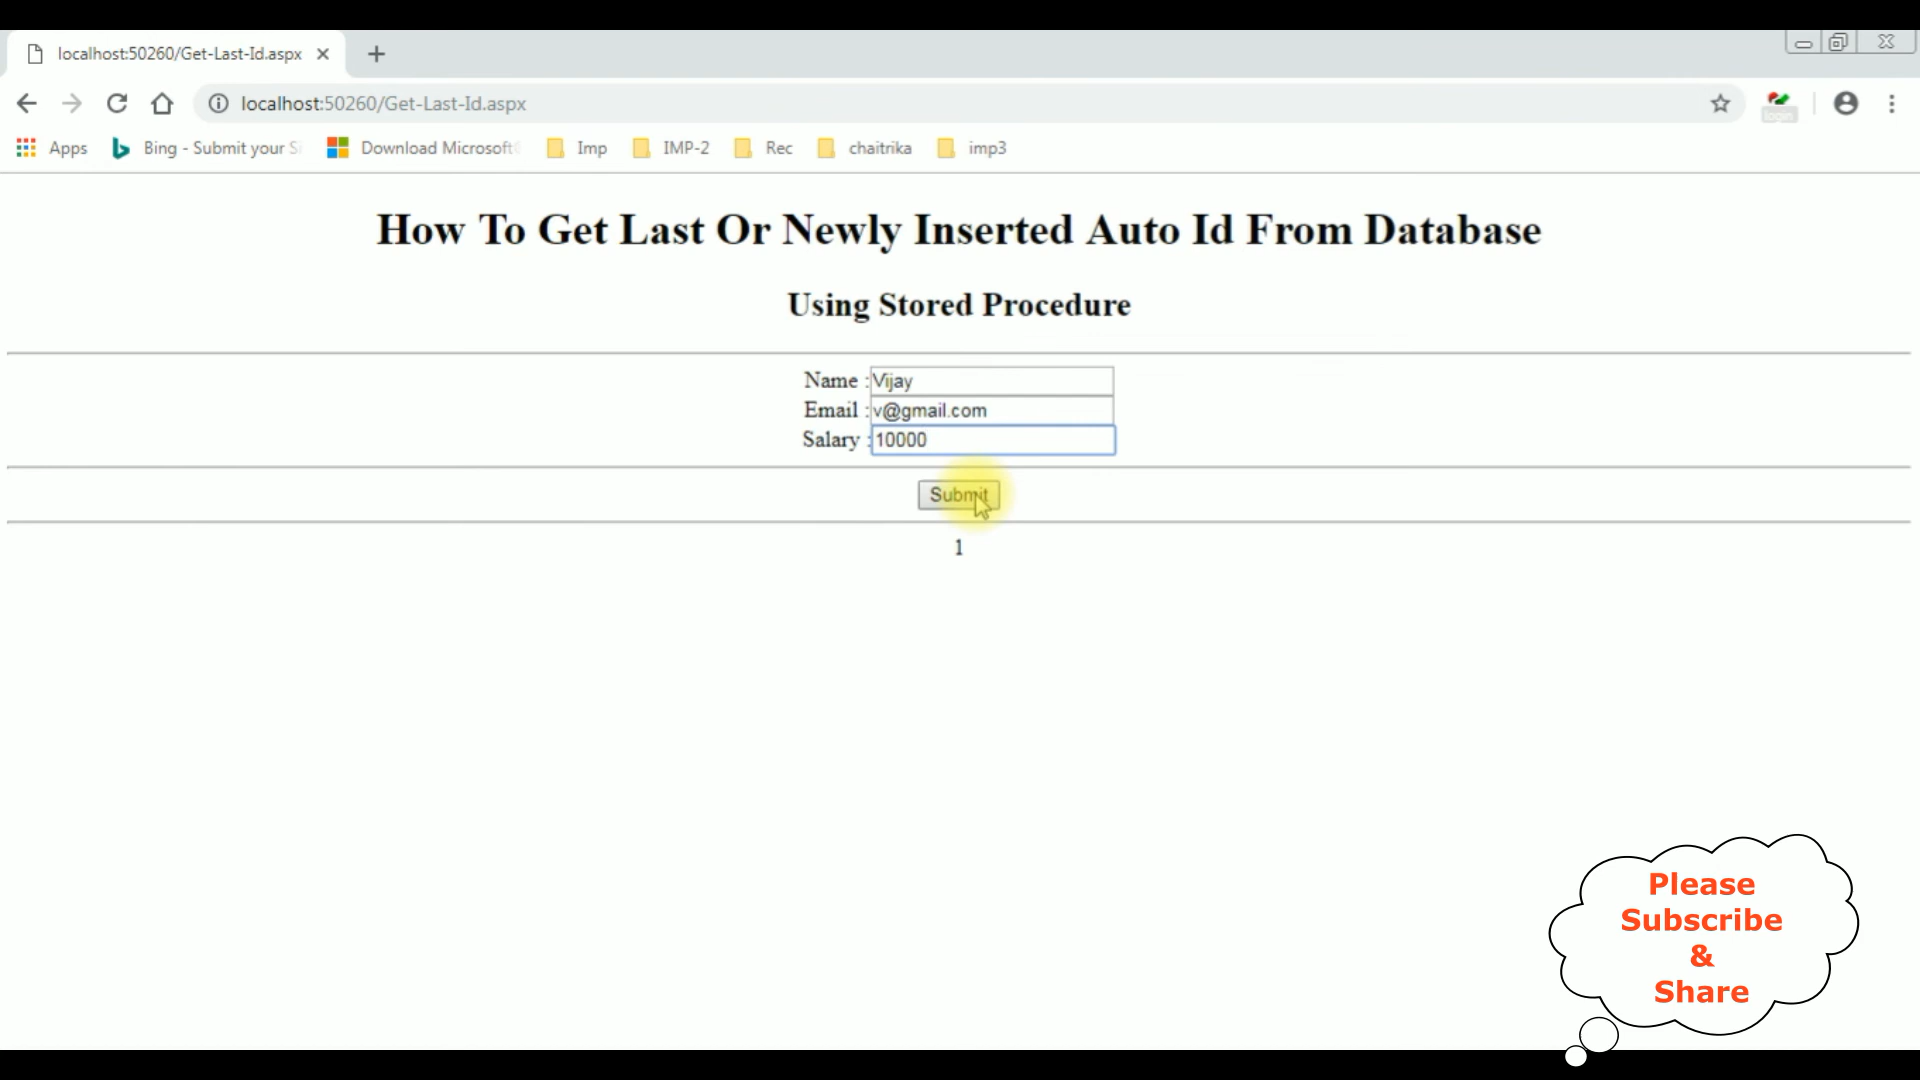 localhost:50260/Get-Last-Id.aspx
localhost:50260/Get-Last-Id.aspx
Apps Bing - Submit your Si Download Microsoft Imp IMP-2 Rec chaitrika imp3
How To Get Last Or Newly Inserted Auto Id From Database
Using Stored Procedure
Name : Vijay
Email : v@gmail.com
Salary : 10000
Submit
1
Please
Subscribe
&
Share